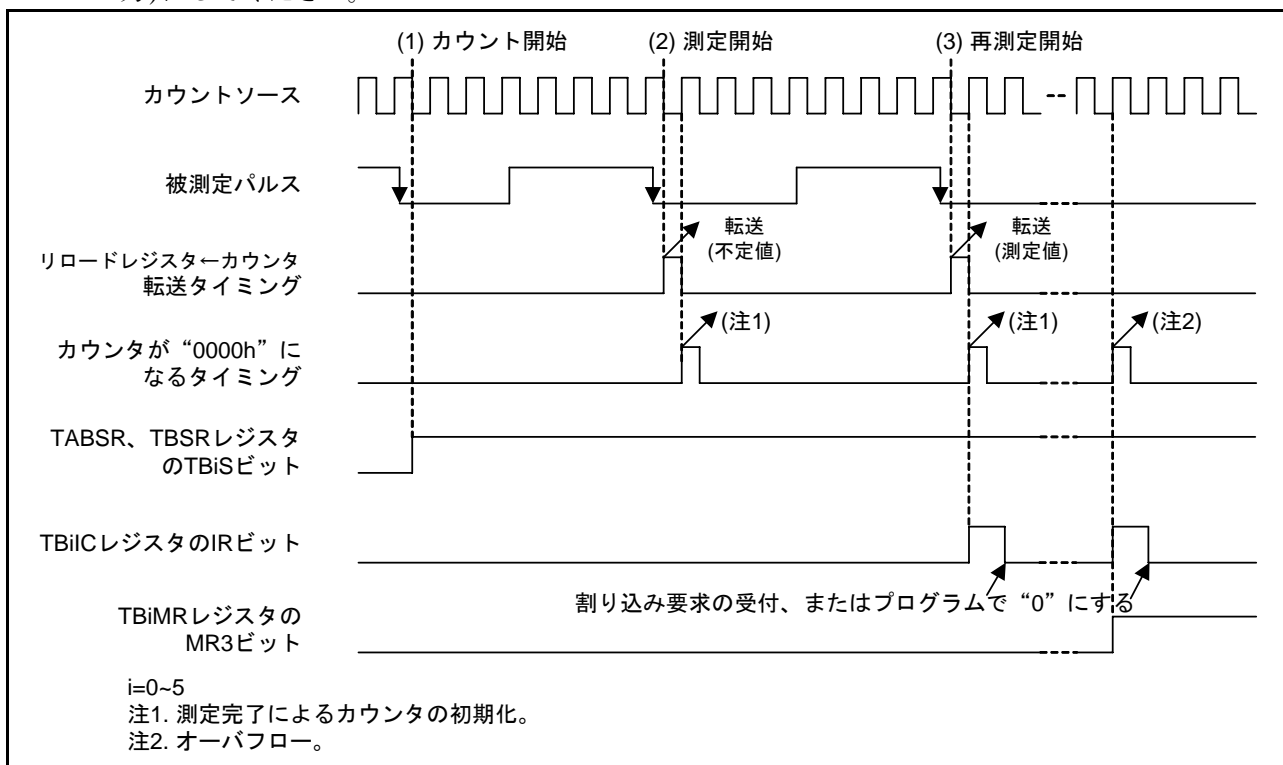 (1) カウント開始
(2) 測定開始
(3) 再測定開始
カウントソース
被測定パルス
転送
(不定値)
転送
(測定値)
リロードレジスタ←カウンタ
転送タイミング
(注1)
(注1)
(注2)
カウンタが“0000h”に
なるタイミング
TABSR、TBSRレジスタ
のTBiSビット
TBiICレジスタのIRビット
割り込み要求の受付、またはプログラムで“0”にする
TBiMRレジスタの
MR3ビット
i=0~5
注1. 測定完了によるカウンタの初期化。
注2. オーバフロー。